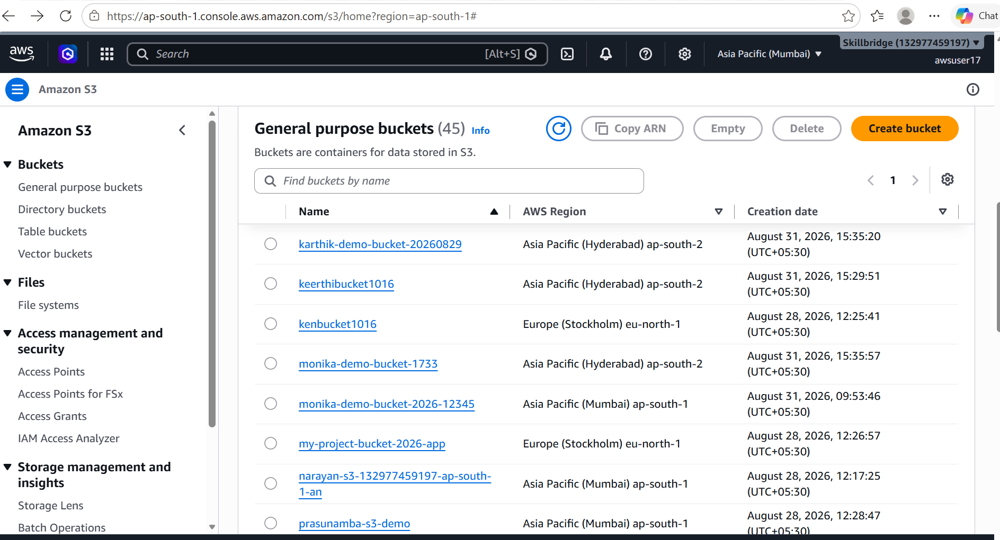 https://ap-south-1.console.aws.amazon.com/s3/home?region=ap-south-1#
Chat
aws
Search
[Alt+S]
Asia Pacific (Mumbai)
Skillbridge (132977459197)
awsuser17
Amazon S3
Amazon S3
Buckets
General purpose buckets
Directory buckets
Table buckets
Vector buckets
Files
File systems
Access management and
security
Access Points
Access Points for FSx
Access Grants
IAM Access Analyzer
Storage management and
insights
Storage Lens
Batch Operations
General purpose buckets (45) Info
Copy ARN
Empty
Delete
Create bucket
Buckets are containers for data stored in S3.
Find buckets by name
1
Name AWS Region Creation date
karthik-demo-bucket-20260829 Asia Pacific (Hyderabad) ap-south-2 August 31, 2026, 15:35:20
(UTC+05:30)
keerthibucket1016 Asia Pacific (Hyderabad) ap-south-2 August 31, 2026, 15:29:51
(UTC+05:30)
kenbucket1016 Europe (Stockholm) eu-north-1 August 28, 2026, 12:25:41
(UTC+05:30)
monika-demo-bucket-1733 Asia Pacific (Hyderabad) ap-south-2 August 31, 2026, 15:35:57
(UTC+05:30)
monika-demo-bucket-2026-12345 Asia Pacific (Mumbai) ap-south-1 August 31, 2026, 09:53:46
(UTC+05:30)
my-project-bucket-2026-app Europe (Stockholm) eu-north-1 August 28, 2026, 12:26:57
(UTC+05:30)
narayan-s3-132977459197-ap-south-
1-an Asia Pacific (Mumbai) ap-south-1 August 28, 2026, 12:17:25
(UTC+05:30)
prasunamba-s3-demo Asia Pacific (Mumbai) ap-south-1 August 28, 2026, 12:28:47
(UTC+05:30)